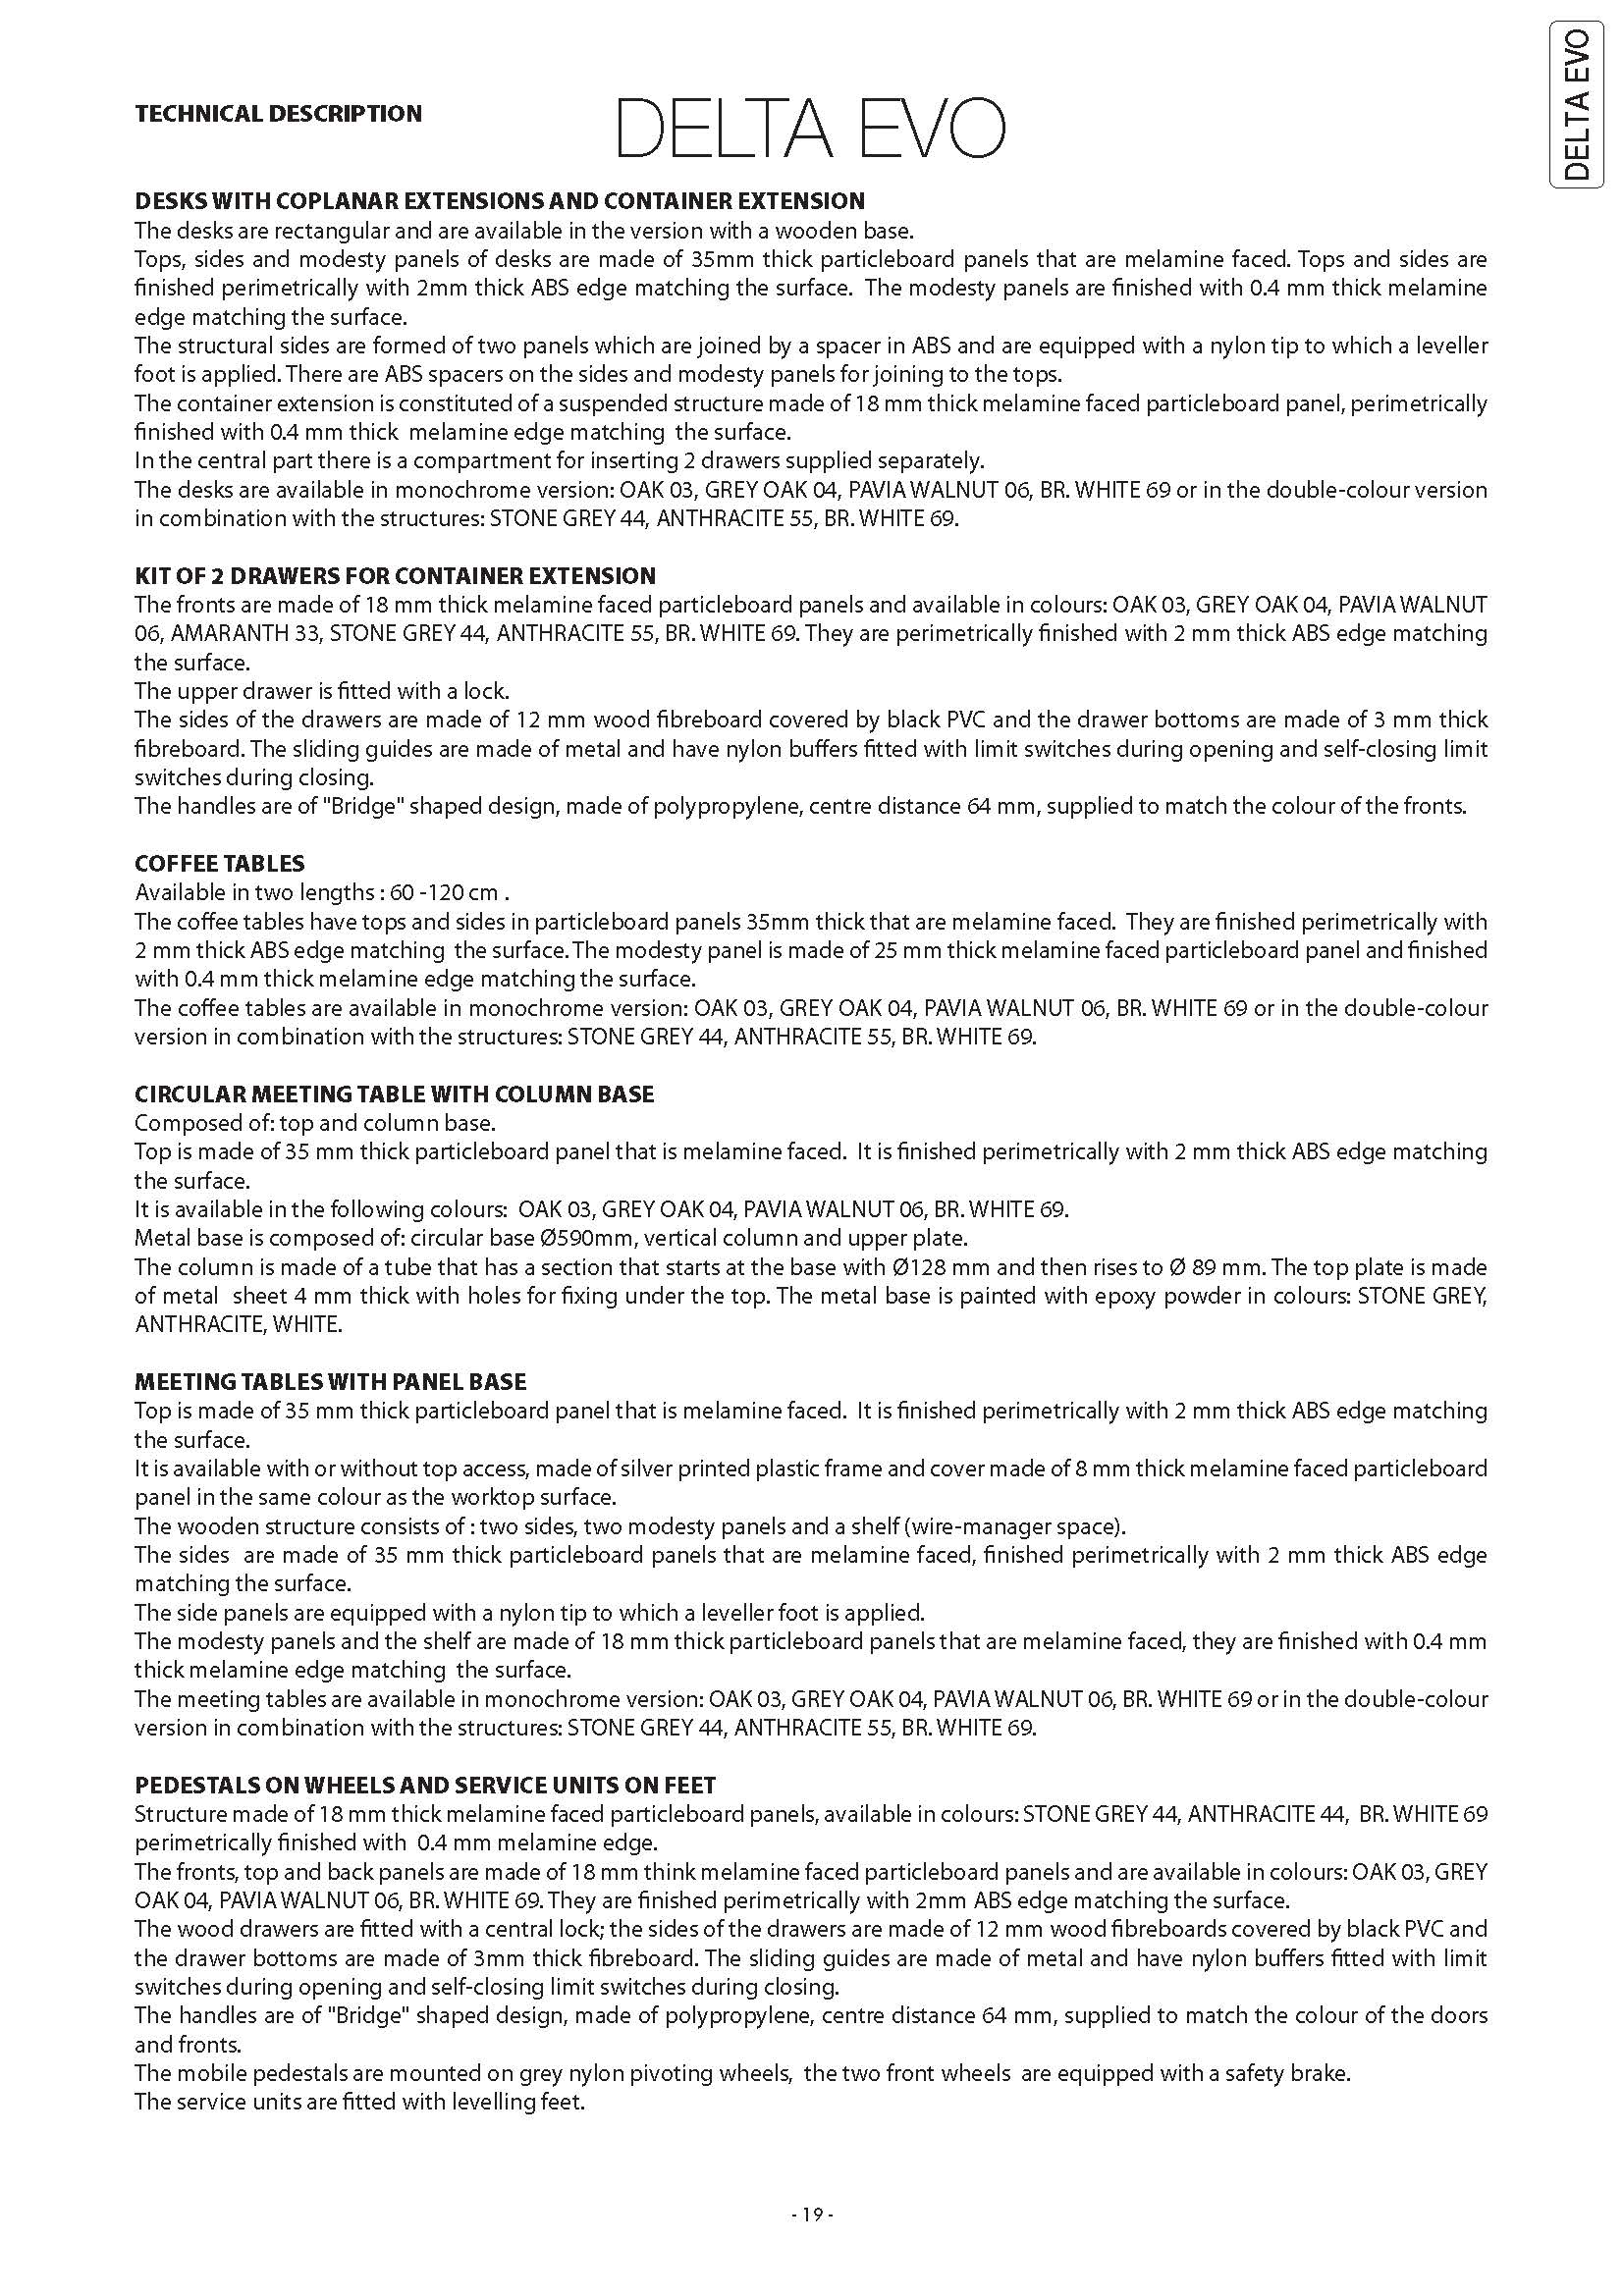 DELTA EVO
TECHNICAL DESCRIPTION
DELTA EVO
DESKS WITH COPLANAR EXTENSIONS AND CONTAINER EXTENSION
The desks are rectangular and are available in the version with a wooden base.
Tops, sides and modesty panels of desks are made of 35mm thick particleboard panels that are melamine faced. Tops and sides are
finished perimetrically with 2mm thick ABS edge matching the surface. The modesty panels are finished with 0.4 mm thick melamine
edge matching the surface.
The structural sides are formed of two panels which are joined by a spacer in ABS and are equipped with a nylon tip to which a leveller
foot is applied. There are ABS spacers on the sides and modesty panels for joining to the tops.
The container extension is constituted of a suspended structure made of 18 mm thick melamine faced particleboard panel, perimetrically
finished with 0.4 mm thick melamine edge matching the surface.
In the central part there is a compartment for inserting 2 drawers supplied separately.
The desks are available in monochrome version: OAK 03, GREY OAK 04, PAVIA WALNUT 06, BR. WHITE 69 or in the double-colour version
in combination with the structures: STONE GREY 44, ANTHRACITE 55, BR. WHITE 69.
KIT OF 2 DRAWERS FOR CONTAINER EXTENSION
The fronts are made of 18 mm thick melamine faced particleboard panels and available in colours: OAK 03, GREY OAK 04, PAVIA WALNUT
06, AMARANTH 33, STONE GREY 44, ANTHRACITE 55, BR. WHITE 69. They are perimetrically finished with 2 mm thick ABS edge matching
the surface.
The upper drawer is fitted with a lock.
The sides of the drawers are made of 12 mm wood fibreboard covered by black PVC and the drawer bottoms are made of 3 mm thick
fibreboard. The sliding guides are made of metal and have nylon buffers fitted with limit switches during opening and self-closing limit
switches during closing.
The handles are of "Bridge" shaped design, made of polypropylene, centre distance 64 mm, supplied to match the colour of the fronts.
COFFEE TABLES
Available in two lengths : 60 -120 cm .
The coffee tables have tops and sides in particleboard panels 35mm thick that are melamine faced. They are finished perimetrically with
2 mm thick ABS edge matching the surface. The modesty panel is made of 25 mm thick melamine faced particleboard panel and finished
with 0.4 mm thick melamine edge matching the surface.
The coffee tables are available in monochrome version: OAK 03, GREY OAK 04, PAVIA WALNUT 06, BR. WHITE 69 or in the double-colour
version in combination with the structures: STONE GREY 44, ANTHRACITE 55, BR. WHITE 69.
CIRCULAR MEETING TABLE WITH COLUMN BASE
Composed of: top and column base.
Top is made of 35 mm thick particleboard panel that is melamine faced. It is finished perimetrically with 2 mm thick ABS edge matching
the surface.
It is available in the following colours: OAK 03, GREY OAK 04, PAVIA WALNUT 06, BR. WHITE 69.
Metal base is composed of: circular base Ø590mm, vertical column and upper plate.
The column is made of a tube that has a section that starts at the base with Ø128 mm and then rises to Ø 89 mm. The top plate is made
of metal sheet 4 mm thick with holes for fixing under the top. The metal base is painted with epoxy powder in colours: STONE GREY,
ANTHRACITE, WHITE.
MEETING TABLES WITH PANEL BASE
Top is made of 35 mm thick particleboard panel that is melamine faced. It is finished perimetrically with 2 mm thick ABS edge matching
the surface.
It is available with or without top access, made of silver printed plastic frame and cover made of 8 mm thick melamine faced particleboard
panel in the same colour as the worktop surface.
The wooden structure consists of : two sides, two modesty panels and a shelf (wire-manager space).
The sides are made of 35 mm thick particleboard panels that are melamine faced, finished perimetrically with 2 mm thick ABS edge
matching the surface.
The side panels are equipped with a nylon tip to which a leveller foot is applied.
The modesty panels and the shelf are made of 18 mm thick particleboard panels that are melamine faced, they are finished with 0.4 mm
thick melamine edge matching the surface.
The meeting tables are available in monochrome version: OAK 03, GREY OAK 04, PAVIA WALNUT 06, BR. WHITE 69 or in the double-colour
version in combination with the structures: STONE GREY 44, ANTHRACITE 55, BR. WHITE 69.
PEDESTALS ON WHEELS AND SERVICE UNITS ON FEET
Structure made of 18 mm thick melamine faced particleboard panels, available in colours: STONE GREY 44, ANTHRACITE 44, BR. WHITE 69
perimetrically finished with 0.4 mm melamine edge.
The fronts, top and back panels are made of 18 mm think melamine faced particleboard panels and are available in colours: OAK 03, GREY
OAK 04, PAVIA WALNUT 06, BR. WHITE 69. They are finished perimetrically with 2mm ABS edge matching the surface.
The wood drawers are fitted with a central lock; the sides of the drawers are made of 12 mm wood fibreboards covered by black PVC and
the drawer bottoms are made of 3mm thick fibreboard. The sliding guides are made of metal and have nylon buffers fitted with limit
switches during opening and self-closing limit switches during closing.
The handles are of "Bridge" shaped design, made of polypropylene, centre distance 64 mm, supplied to match the colour of the doors
and fronts.
The mobile pedestals are mounted on grey nylon pivoting wheels, the two front wheels are equipped with a safety brake.
The service units are fitted with levelling feet.
- 19 -